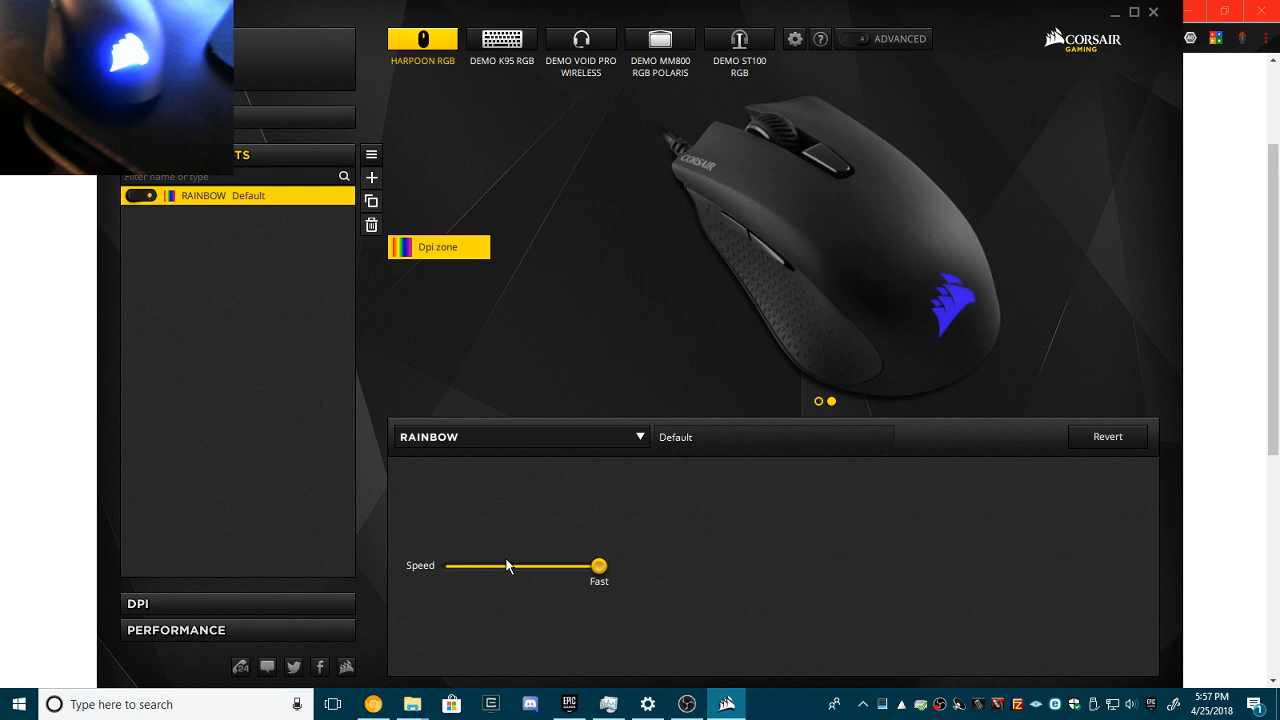 HARPOON RGB
DEMO K95 RGB
DEMO VOID PRO
WIRELESS
DEMO MM800
RGB POLARIS
DEMO ST100
RGB
ADVANCED
CORSAIR
GAMING
TS
Filter name or type
RAINBOW Default
Dpi zone
CORSAIR
RAINBOW
Default
Revert
Speed
Fast
DPI
PERFORMANCE
24
Type here to search
5:57 PM
4/25/2018